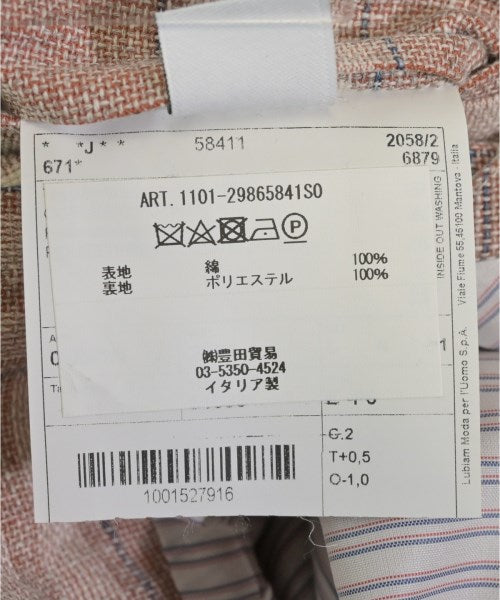 * *J* * 58411 2058/2
671* 6879
ART. 1101-29865841SO
表地 綿 100%
裏地 ポリエステル 100%
㈱豊田貿易
03-5350-4524
イタリア製
G.2
T+0,5
O-1,0
1001527916
INSIDE OUT WASHING
Lubiam Moda per l'Uomo S.p.A. Viale Fiume 55,46100 Mantova - Italia